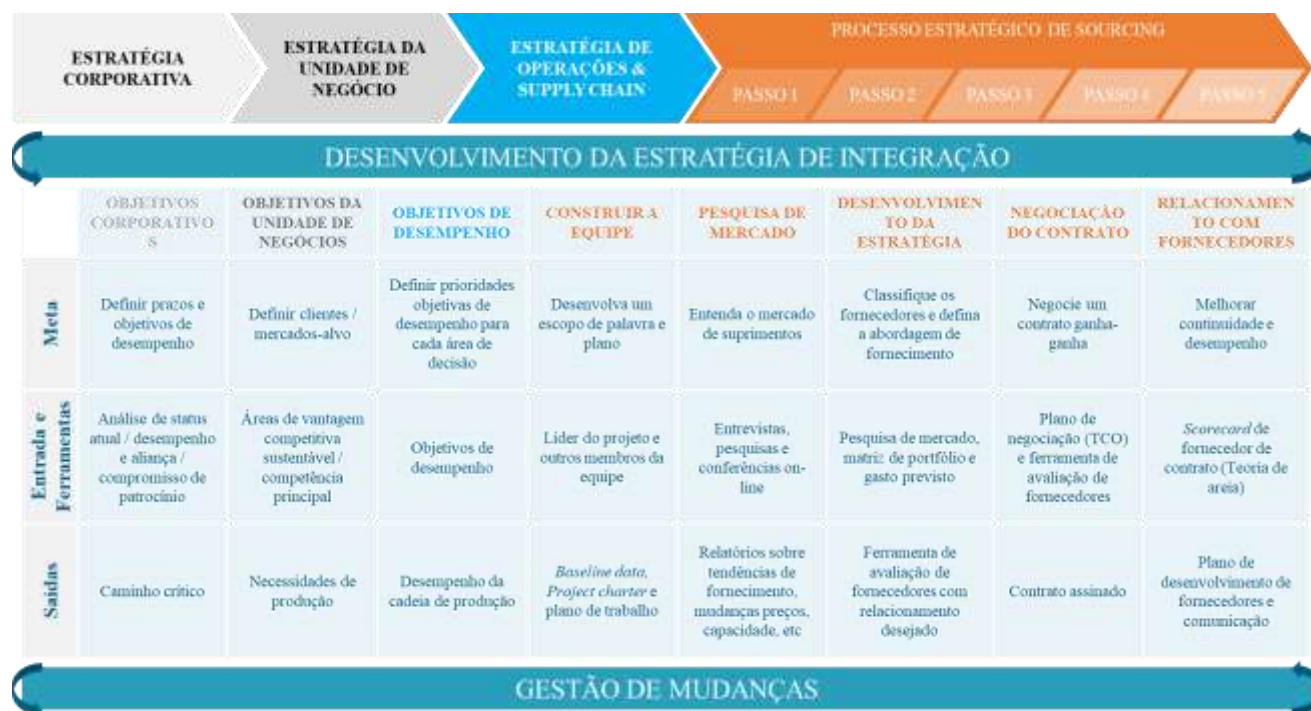 ESTRATÉGIA
CORPORATIVA
ESTRATÉGIA DA
UNIDADE DE
NEGÓCIO
ESTRATÉGIA DE
OPERAÇÕES &
SUPPLY CHAIN
PROCESSO ESTRATÉGICO DE SOURCING
PASSO 1
PASSO 2
PASSO 3
PASSO 4
PASSO 5
DESENVOLVIMENTO DA ESTRATÉGIA DE INTEGRAÇÃO
OBJETIVOS
CORPORATIVO
S
OBJETIVOS DA
UNIDADE DE
NEGÓCIOS
OBJETIVOS DE
DESEMPENHO
CONSTRUIR A
EQUIPE
PESQUISA DE
MERCADO
DESENVOLVIMEN
TO DA
ESTRATÉGIA
NEGOCIAÇÃO
DO CONTRATO
RELACIONAMEN
TO COM
FORNECEDORES
Meta
Definir prazos e
objetivos de
desempenho
Definir clientes /
mercados-alvo
Definir prioridades
objetivas de
desempenho para
cada área de
decisão
Desenvolva um
escopo de palavra e
plano
Entenda o mercado
de suprimentos
Classifique os
fornecedores e defina
a abordagem de
fornecimento
Negocie um
contrato ganha-
ganha
Melhorar
continuidade e
desempenho
Entrada e
Ferramentas
Análise de status
atual / desempenho
e aliança /
compromisso de
patrocínio
Áreas de vantagem
competitiva
sustentável /
competência
principal
Objetivos de
desempenho
Líder do projeto e
outros membros da
equipe
Entrevistas,
pesquisas e
conferências on-
line
Pesquisa de mercado,
matriz de portfólio e
gasto previsto
Plano de
negociação (TCO)
e ferramenta de
avaliação de
fornecedores
Scorecard de
fornecedor de
contrato (Teoria de
areia)
Saídas
Caminho crítico
Necessidades de
produção
Desempenho da
cadeia de produção
Baseline data,
Project charter e
plano de trabalho
Relatórios sobre
tendências de
fornecimento,
mudanças preços,
capacidade, etc
Ferramenta de
avaliação de
fornecedores com
relacionamento
desejado
Contrato assinado
Plano de
desenvolvimento de
fornecedores e
comunicação
GESTÃO DE MUDANÇAS